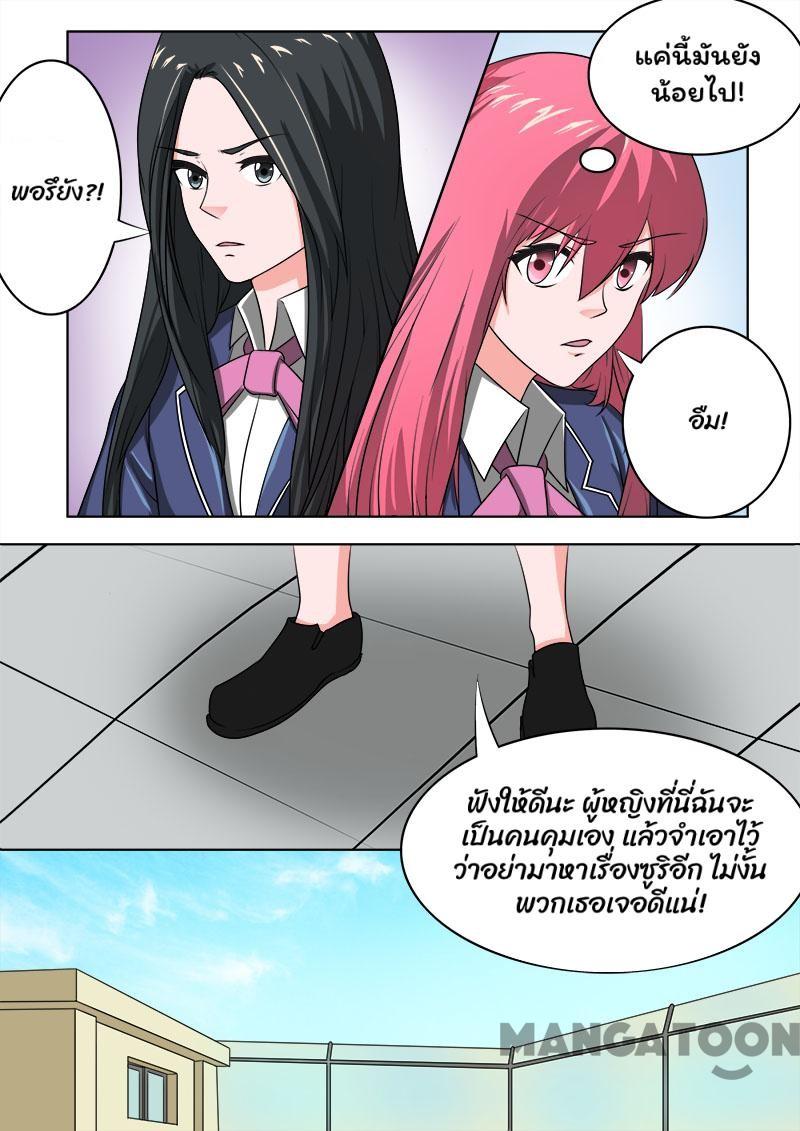 แค่นี้มันยัง
น้อยไป!
พอรึยัง?!
อืม!
ฟังให้ดีนะ ผู้หญิงที่นี่ฉันจะ
เป็นคนคุมเอง แล้วจำเอาไว้
ว่าอย่ามาหาเรื่องซูริอีก ไม่งั้น
พวกเธอเจอดีแน่!
MANGATOON